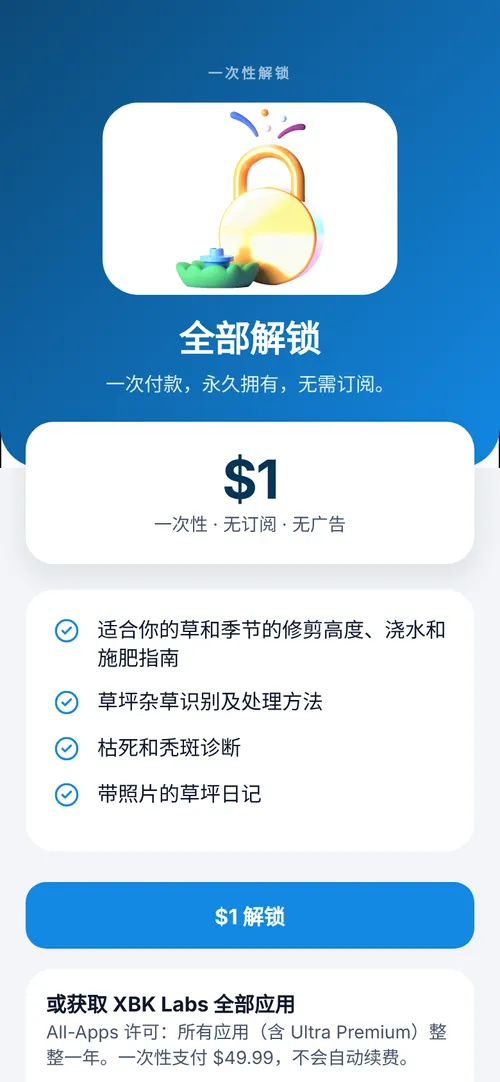 一次性解锁
全部解锁
一次付款，永久拥有，无需订阅。
$1
一次性 · 无订阅 · 无广告
适合你的草和季节的修剪高度、浇水和
施肥指南
草坪杂草识别及处理方法
枯死和秃斑诊断
带照片的草坪日记
$1 解锁
或获取 XBK Labs 全部应用
All-Apps 许可：所有应用（含 Ultra Premium）整
整一年。一次性支付 $49.99，不会自动续费。